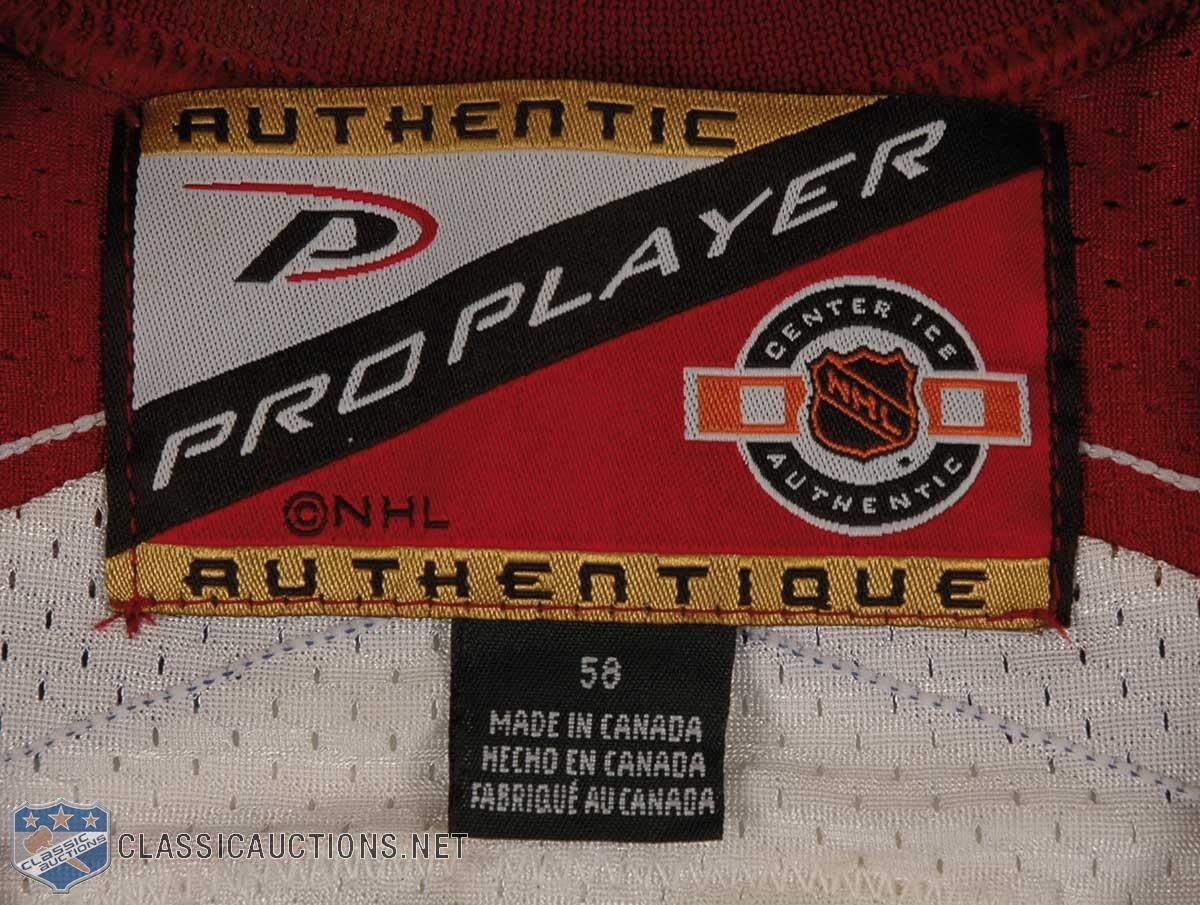 AUTHENTIC
PRO PLAYER
CENTER ICE
NHL
AUTHENTIC
©NHL
AUTHENTIQUE
58
MADE IN CANADA
HECHO EN CANADA
FABRIQUÉ AU CANADA
CLASSIC
AUCTIONS
CLASSICAUCTIONS.NET